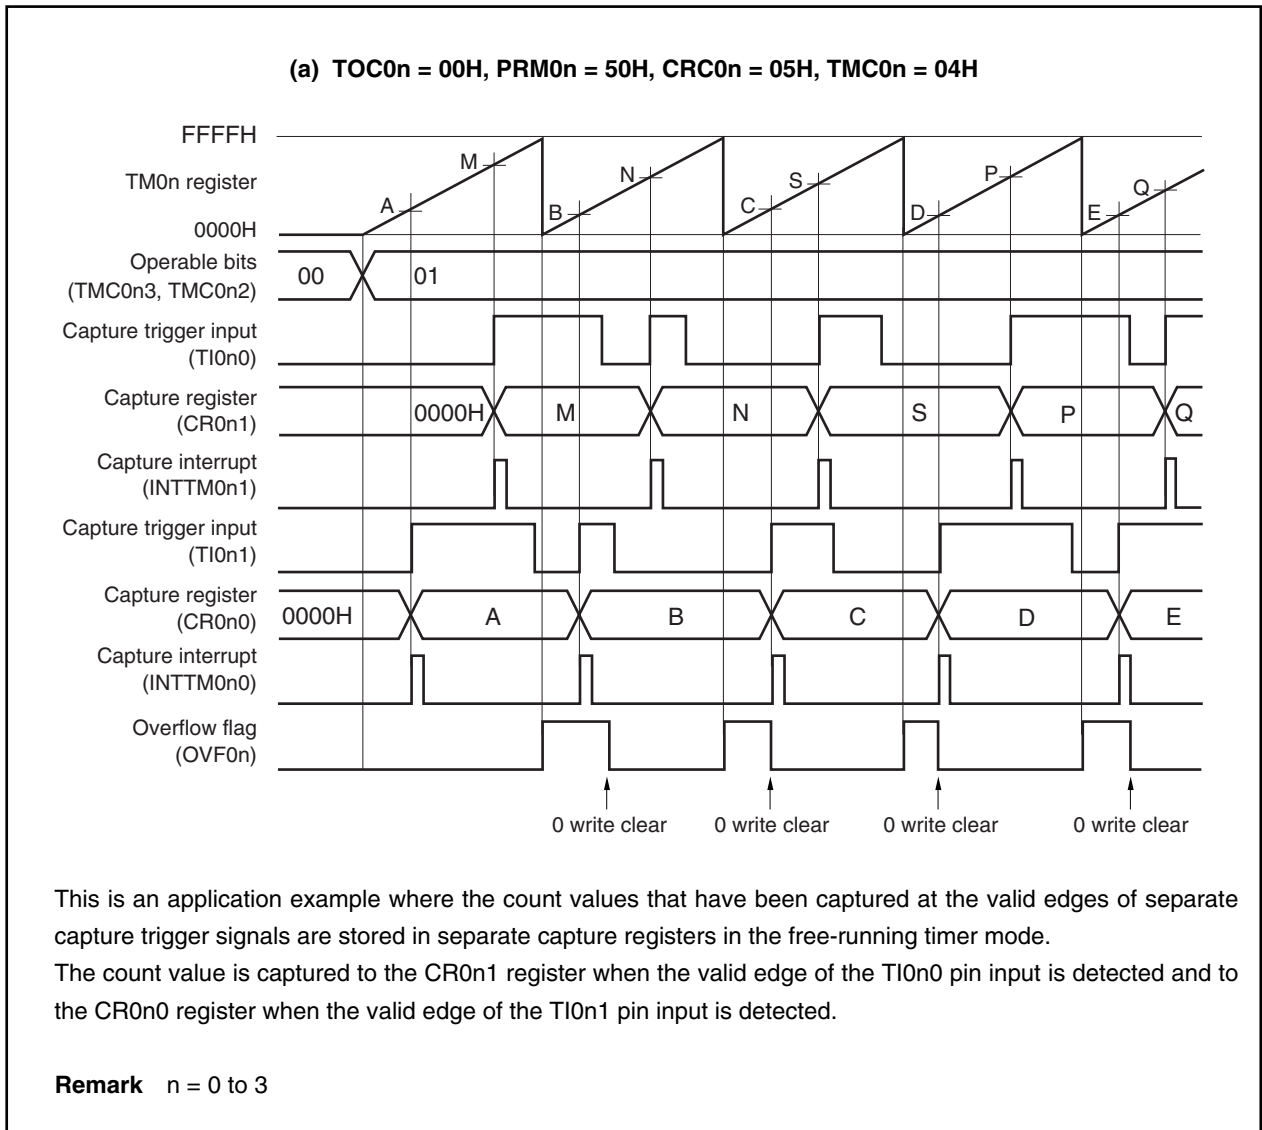 (a) TOC0n = 00H, PRM0n = 50H, CRC0n = 05H, TMC0n = 04H
FFFFH
TM0n register
0000H
A M B N C S D P E Q
Operable bits
(TMC0n3, TMC0n2)
00 01
Capture trigger input
(TI0n0)
Capture register
(CR0n1)
0000H M N S P Q
Capture interrupt
(INTTM0n1)
Capture trigger input
(TI0n1)
Capture register
(CR0n0)
0000H A B C D E
Capture interrupt
(INTTM0n0)
Overflow flag
(OVF0n)
0 write clear 0 write clear 0 write clear 0 write clear
This is an application example where the count values that have been captured at the valid edges of separate
capture trigger signals are stored in separate capture registers in the free-running timer mode.
The count value is captured to the CR0n1 register when the valid edge of the TI0n0 pin input is detected and to
the CR0n0 register when the valid edge of the TI0n1 pin input is detected.
Remark n = 0 to 3